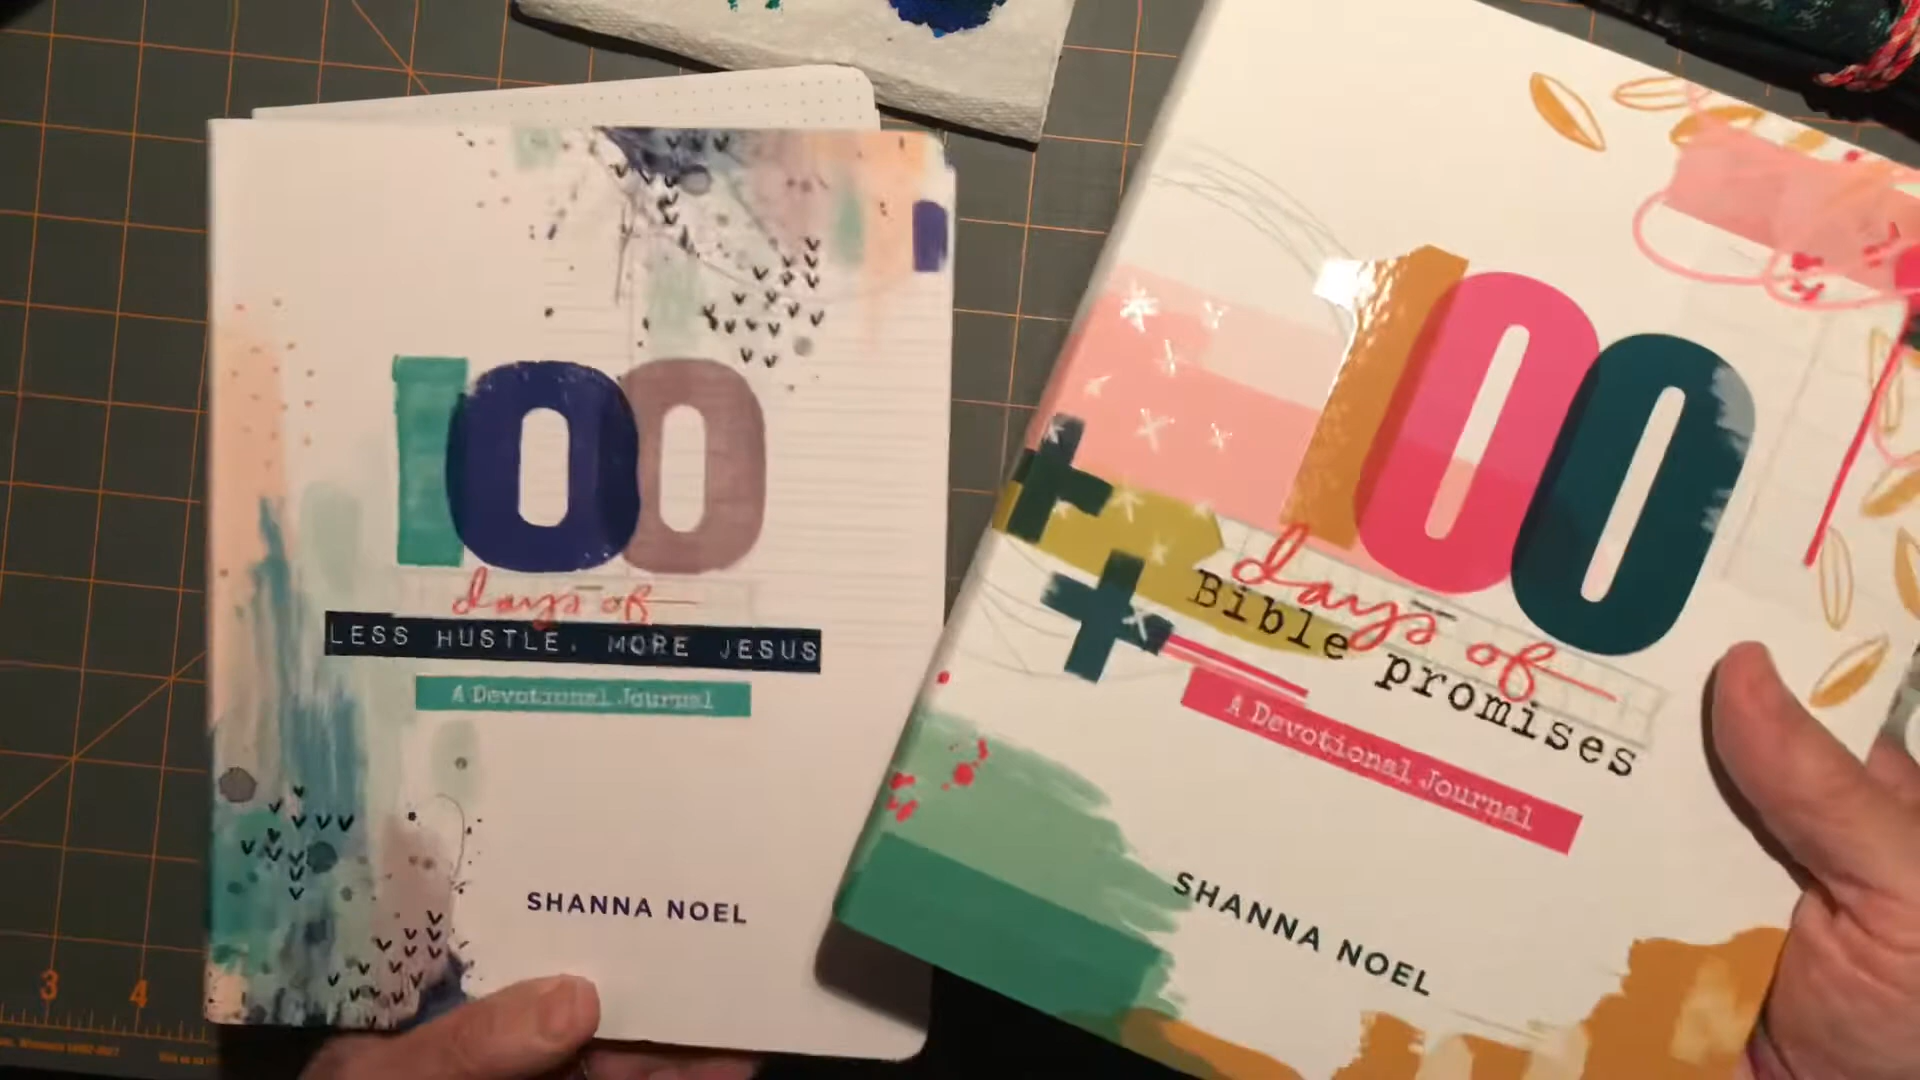 100
days of
LESS HUSTLE, MORE JESUS
A Devotional Journal
SHANNA NOEL
100
days of
Bible promises
A Devotional Journal
SHANNA NOEL
3
4